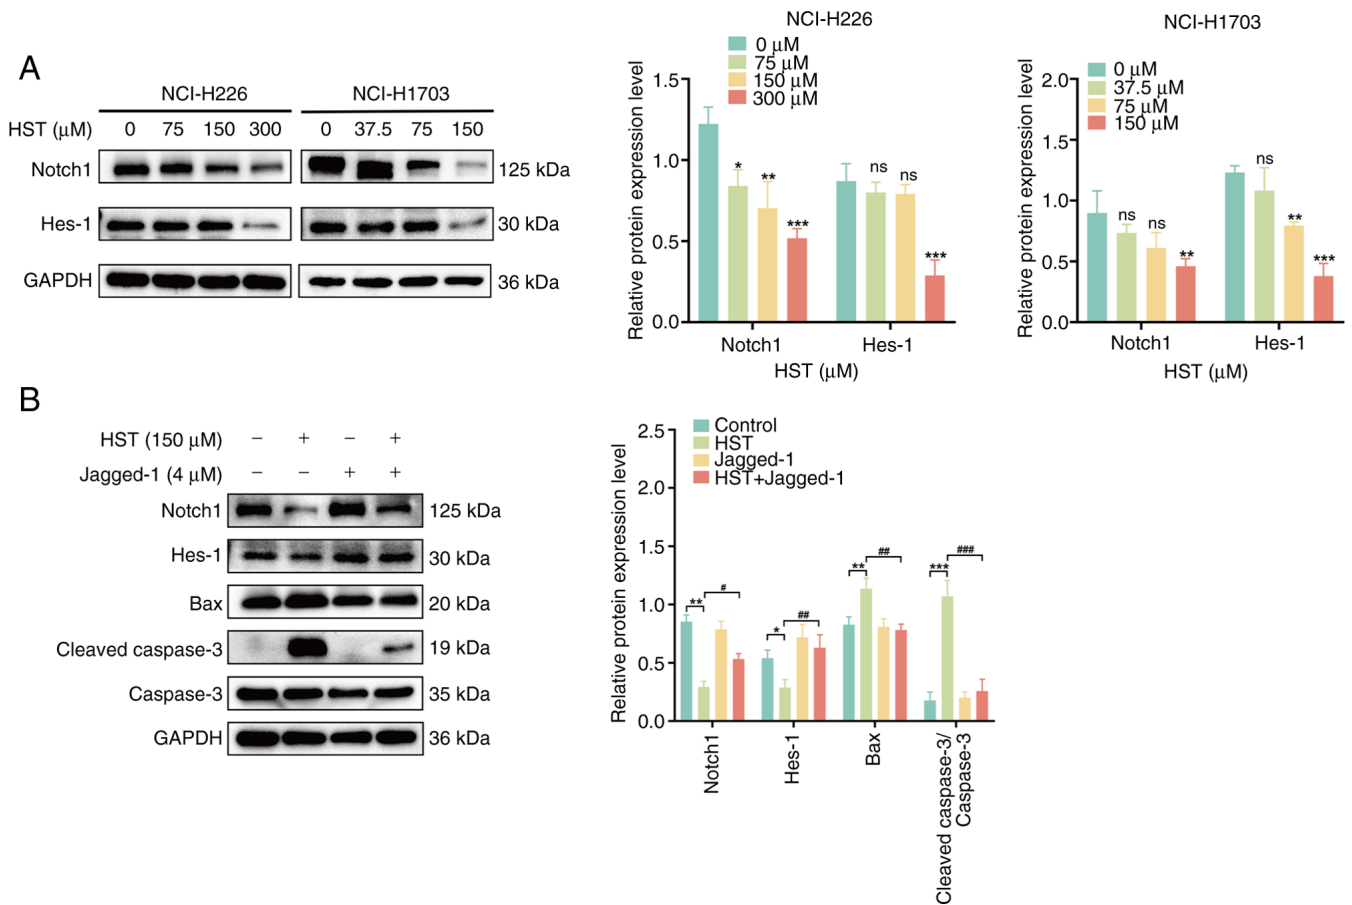 A
NCI-H226
NCI-H1703
HST (μM)
0
75
150
300
0
37.5
75
150
Notch1
125 kDa
Hes-1
30 kDa
GAPDH
36 kDa
NCI-H226
0 μM
75 μM
150 μM
300 μM
Relative protein expression level
1.5
1.0
0.5
0.0
*
**
***
ns
ns
***
Notch1
Hes-1
HST (μM)
NCI-H1703
0 μM
37.5 μM
75 μM
150 μM
Relative protein expression level
2.0
1.5
1.0
0.5
0.0
ns
ns
**
ns
**
***
Notch1
Hes-1
HST (μM)
B
HST (150 μM) – + – +
Jagged-1 (4 μM) – – + +
Notch1
125 kDa
Hes-1
30 kDa
Bax
20 kDa
Cleaved caspase-3
19 kDa
Caspase-3
35 kDa
GAPDH
36 kDa
Control
HST
Jagged-1
HST+Jagged-1
Relative protein expression level
2.5
2.0
1.5
1.0
0.5
0.0
**
#
*
##
**
##
***
###
Notch1
Hes-1
Bax
Cleaved caspase-3/
Caspase-3